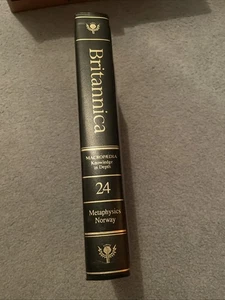 Britannica
MACROPÆDIA
Knowledge
in Depth
24
Metaphysics
Norway